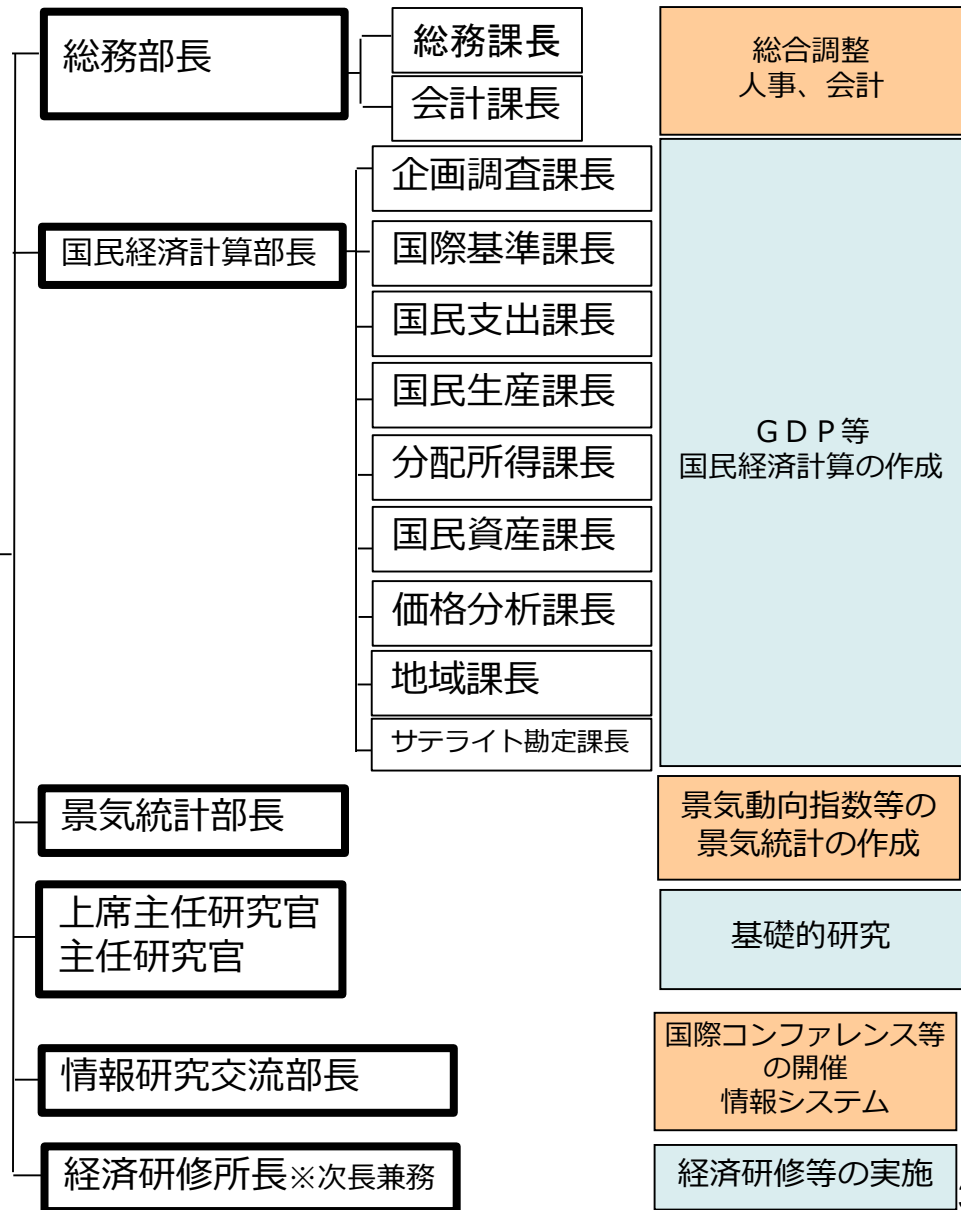 総務部長
総務課長
会計課長
総合調整
人事、会計
国民経済計算部長
企画調査課長
国際基準課長
国民支出課長
国民生産課長
分配所得課長
国民資産課長
価格分析課長
地域課長
サテライト勘定課長
ＧＤＰ等
国民経済計算の作成
景気統計部長
景気動向指数等の
景気統計の作成
上席主任研究官
主任研究官
基礎的研究
情報研究交流部長
国際コンファレンス等
の開催
情報システム
経済研修所長※次長兼務
経済研修等の実施